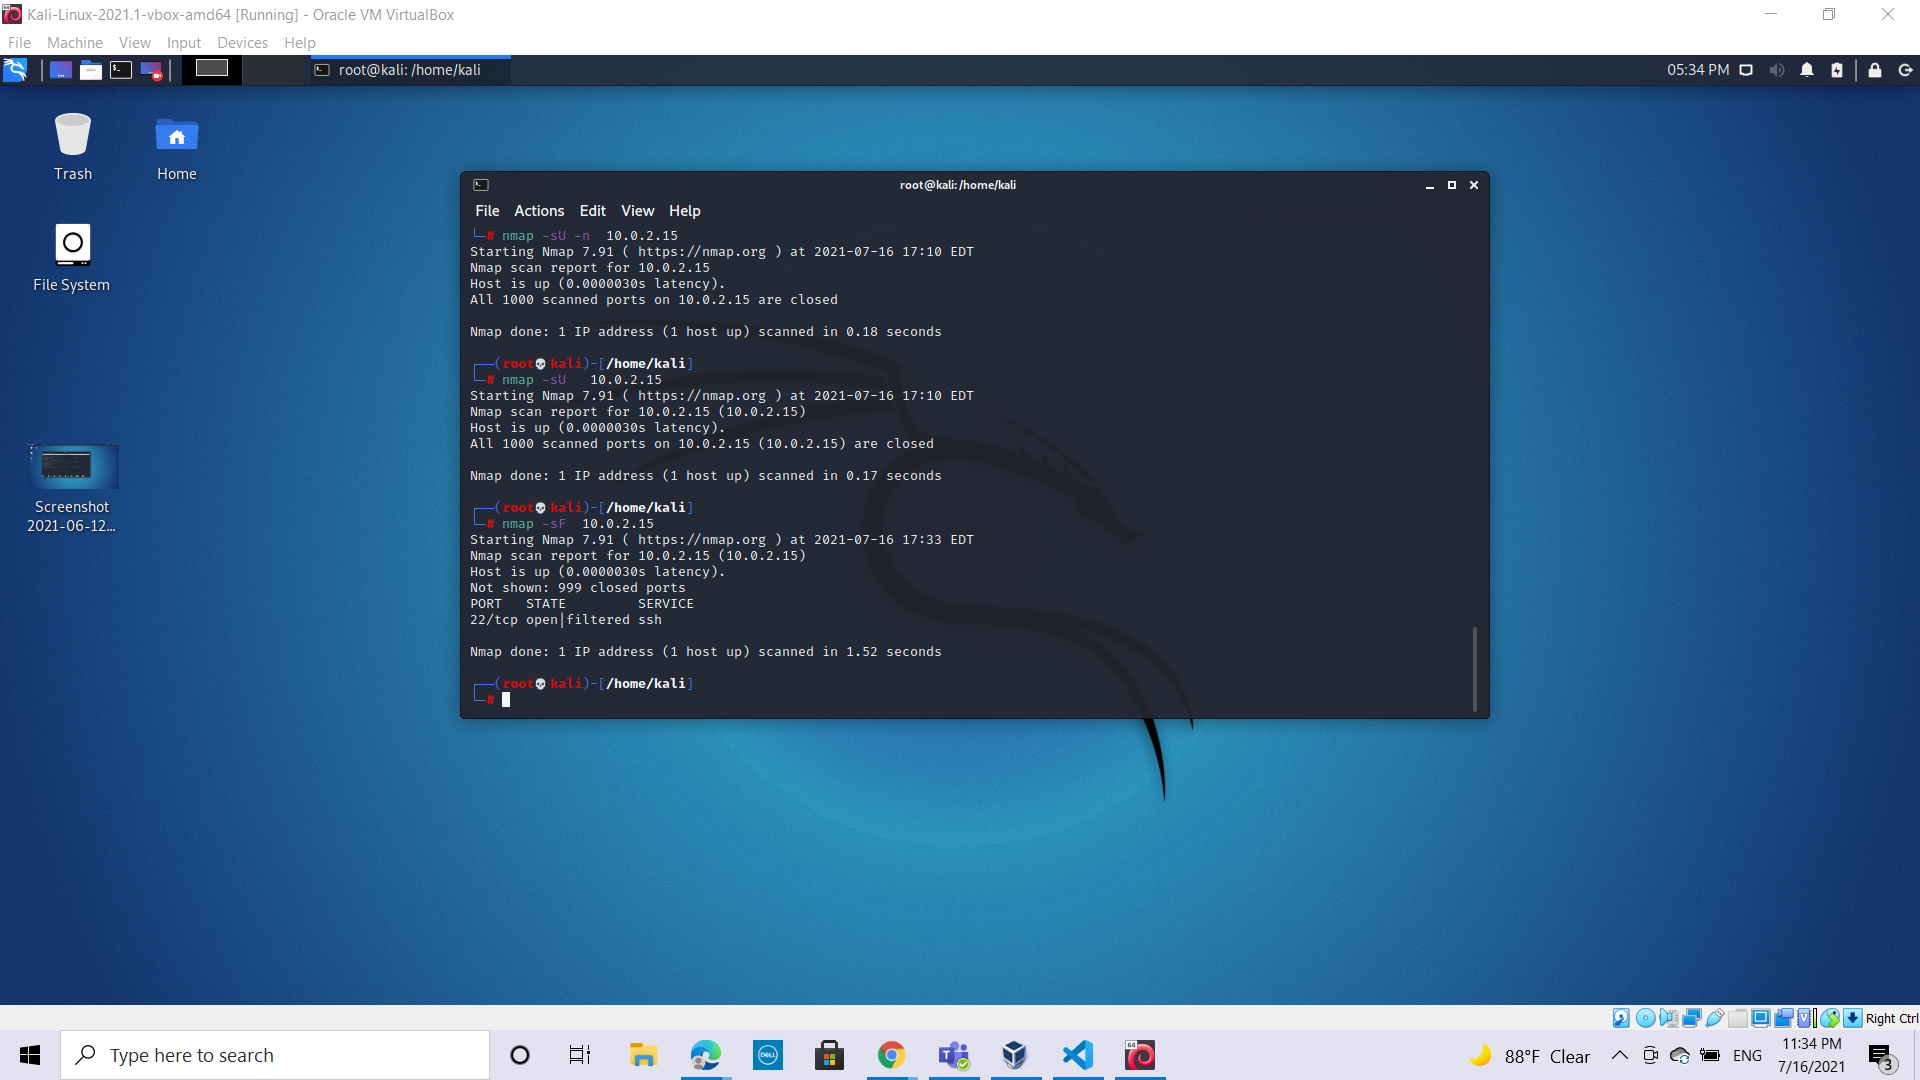 Kali-Linux-2021.1-vbox-amd64 [Running] - Oracle VM VirtualBox
File Machine View Input Devices Help
root@kali: /home/kali
05:34 PM
Trash
Home
File System
Screenshot
2021-06-12...
root@kali: /home/kali
File Actions Edit View Help
└─# nmap -sU -n  10.0.2.15
Starting Nmap 7.91 ( https://nmap.org ) at 2021-07-16 17:10 EDT
Nmap scan report for 10.0.2.15
Host is up (0.0000030s latency).
All 1000 scanned ports on 10.0.2.15 are closed
Nmap done: 1 IP address (1 host up) scanned in 0.18 seconds
┌──(root💀kali)-[/home/kali]
└─# nmap -sU   10.0.2.15
Starting Nmap 7.91 ( https://nmap.org ) at 2021-07-16 17:10 EDT
Nmap scan report for 10.0.2.15 (10.0.2.15)
Host is up (0.0000030s latency).
All 1000 scanned ports on 10.0.2.15 (10.0.2.15) are closed
Nmap done: 1 IP address (1 host up) scanned in 0.17 seconds
┌──(root💀kali)-[/home/kali]
└─# nmap -sF  10.0.2.15
Starting Nmap 7.91 ( https://nmap.org ) at 2021-07-16 17:33 EDT
Nmap scan report for 10.0.2.15 (10.0.2.15)
Host is up (0.0000030s latency).
Not shown: 999 closed ports
PORT   STATE         SERVICE
22/tcp open|filtered ssh
Nmap done: 1 IP address (1 host up) scanned in 1.52 seconds
┌──(root💀kali)-[/home/kali]
└─#
Right Ctrl
Type here to search
DELL
64
88°F Clear
ENG
11:34 PM
7/16/2021
3